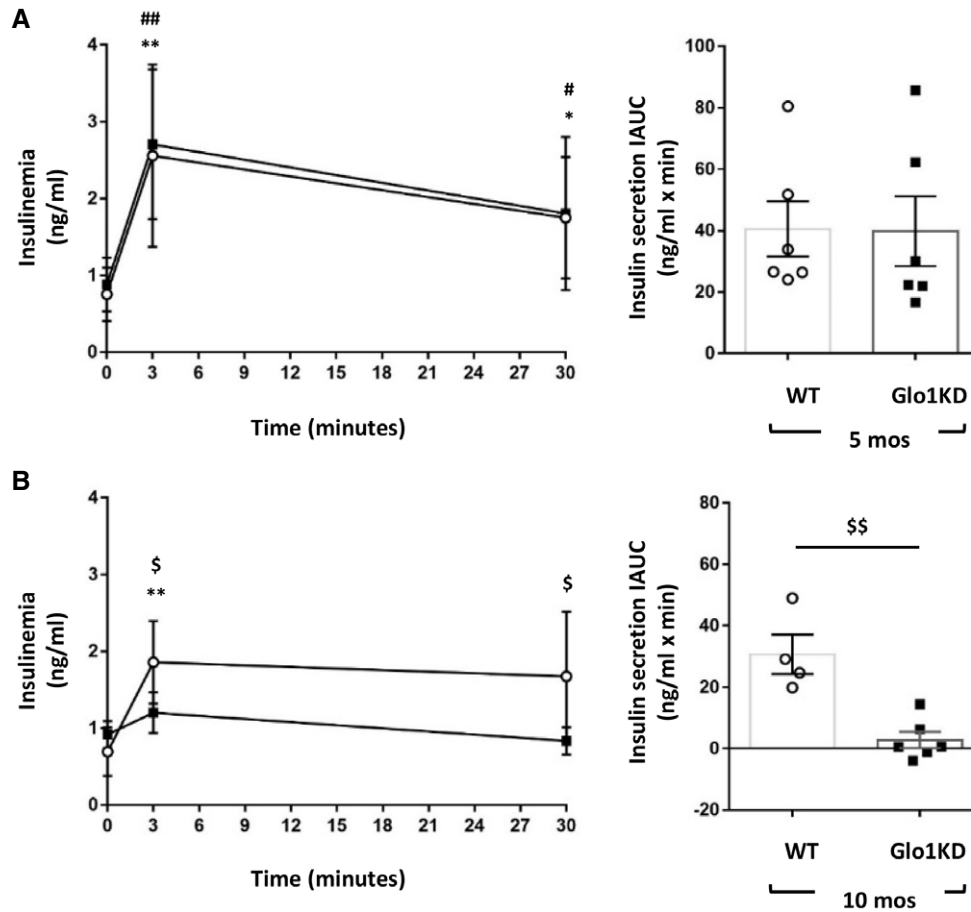 A
##
**
#
*
4
3
2
1
0
Insulinemia
(ng/ml)
0 3 6 9 12 15 18 21 24 27 30
Time (minutes)
100
80
60
40
20
0
Insulin secretion IAUC
(ng/ml x min)
WT Glo1KD
5 mos
B
$
**
$
4
3
2
1
0
Insulinemia
(ng/ml)
0 3 6 9 12 15 18 21 24 27 30
Time (minutes)
$$
80
60
40
20
0
-20
Insulin secretion IAUC
(ng/ml x min)
WT Glo1KD
10 mos